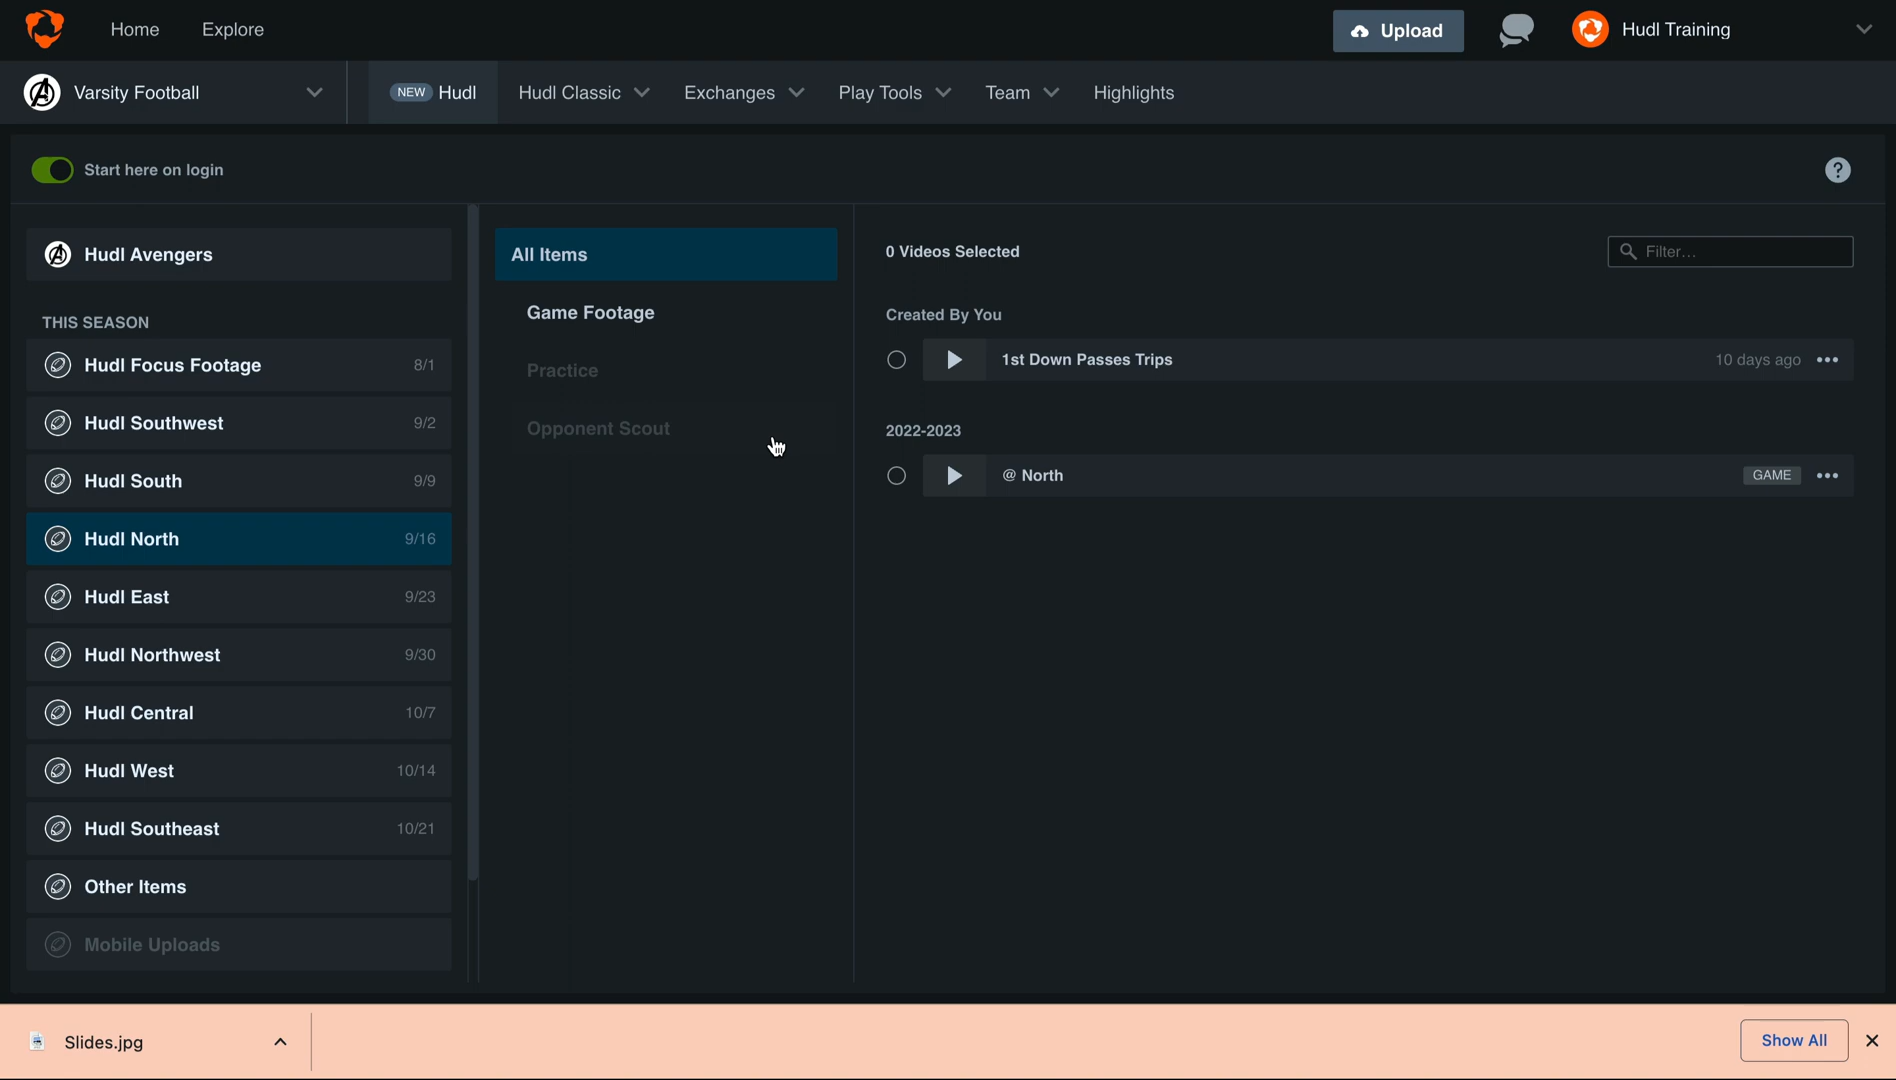 Home
Explore
Upload
Hudl Training
Varsity Football
NEW Hudl
Hudl Classic
Exchanges
Play Tools
Team
Highlights
Start here on login
?
Hudl Avengers
THIS SEASON
Hudl Focus Footage 8/1
Hudl Southwest 9/2
Hudl South 9/9
Hudl North 9/16
Hudl East 9/23
Hudl Northwest 9/30
Hudl Central 10/7
Hudl West 10/14
Hudl Southeast 10/21
Other Items
Mobile Uploads
All Items
Game Footage
Practice
Opponent Scout
0 Videos Selected
Filter...
Created By You
1st Down Passes Trips 10 days ago
2022-2023
@ North GAME
Slides.jpg
Show All